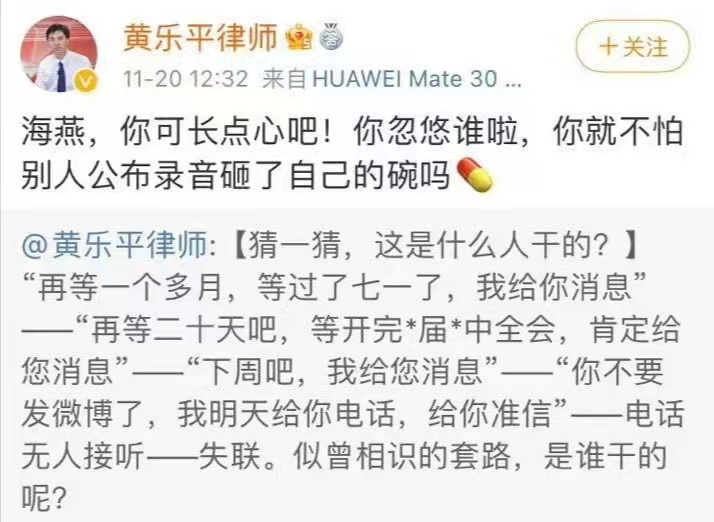 黄乐平律师
11-20 12:32 来自HUAWEI Mate 30 ...
+关注
海燕，你可长点心吧！你忽悠谁啦，你就不怕
别人公布录音砸了自己的碗吗
@黄乐平律师:【猜一猜，这是什么人干的？】
“再等一个多月，等过了七一了，我给你消息”
——“再等二十天吧，等开完*届*中全会，肯定给
您消息”——“下周吧，我给您消息”——“你不要
发微博了，我明天给你电话，给你准信”——电话
无人接听——失联。似曾相识的套路，是谁干的
呢？